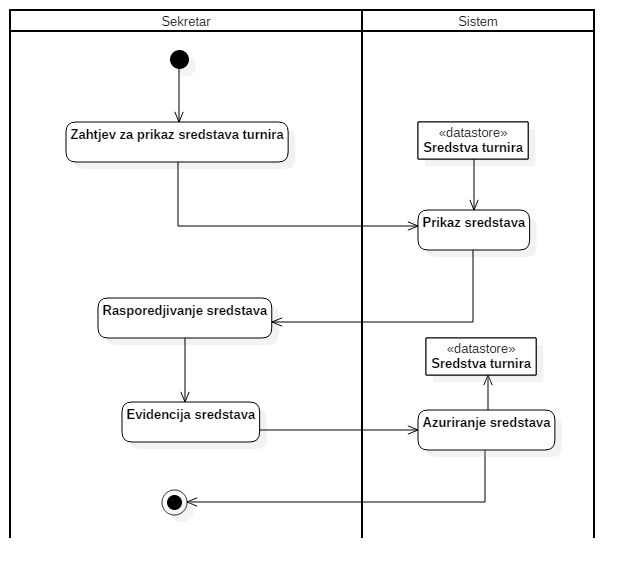 Sekretar
Sistem
Zahtjev za prikaz sredstava turnira
«datastore»
Sredstva turnira
Prikaz sredstava
Rasporedjivanje sredstava
«datastore»
Sredstva turnira
Evidencija sredstava
Azuriranje sredstava